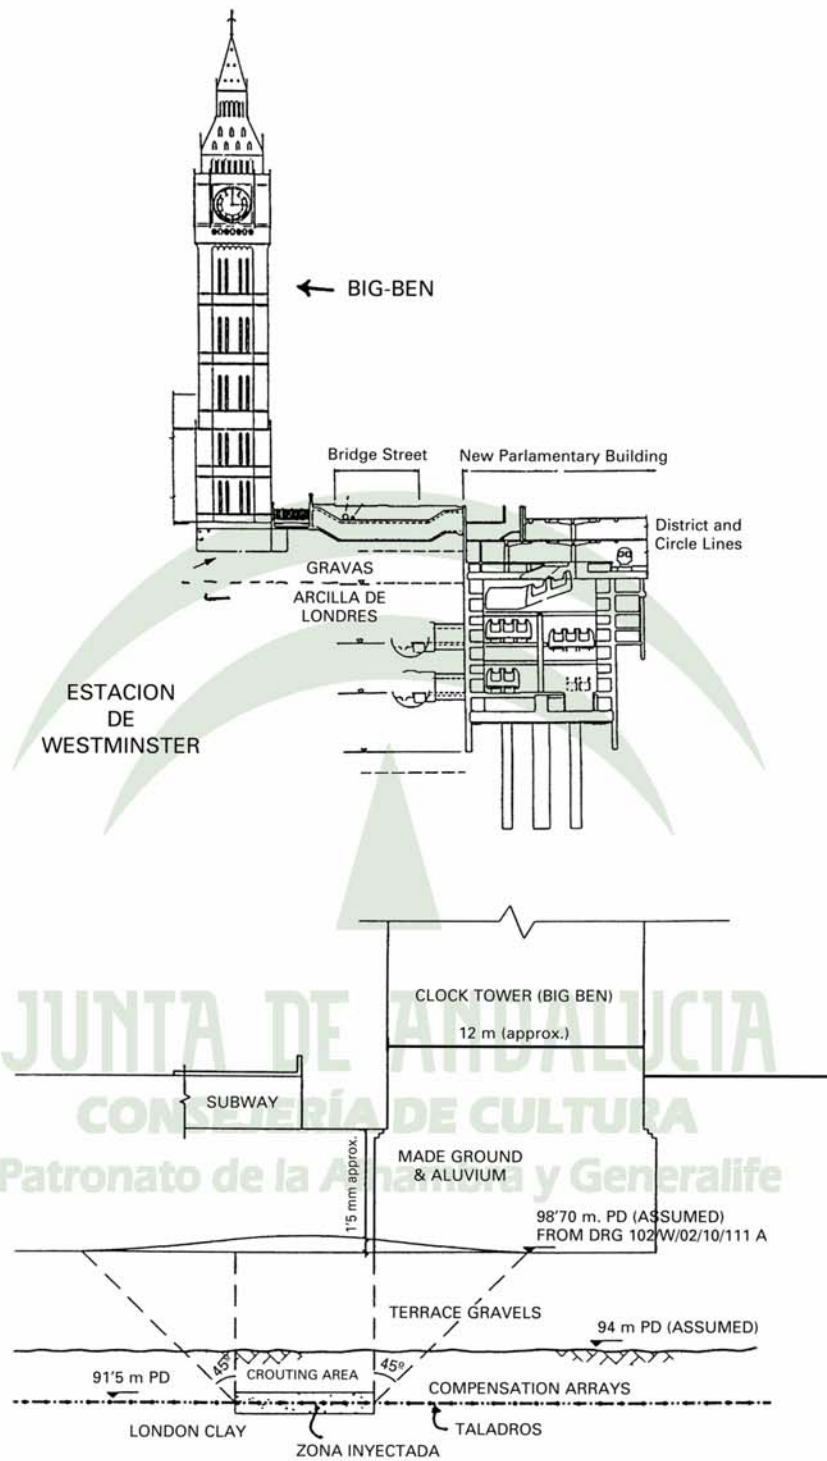 BIG-BEN
Bridge Street
New Parlamentary Building
District and
Circle Lines
GRAVAS
ARCILLA DE
LONDRES
ESTACION
DE
WESTMINSTER
CLOCK TOWER (BIG BEN)
12 m (approx.)
JUNTA DE ANDALUCIA
SUBWAY
CONSEJERÍA DE CULTURA
1'5 mm approx.
MADE GROUND
& ALUVIUM
Patronato de la Alhambra y Generalife
98'70 m. PD (ASSUMED)
FROM DRG 102/W/02/10/111 A
TERRACE GRAVELS
94 m PD (ASSUMED)
45º
CROUTING AREA
45º
91'5 m PD
COMPENSATION ARRAYS
LONDON CLAY
TALADROS
ZONA INYECTADA